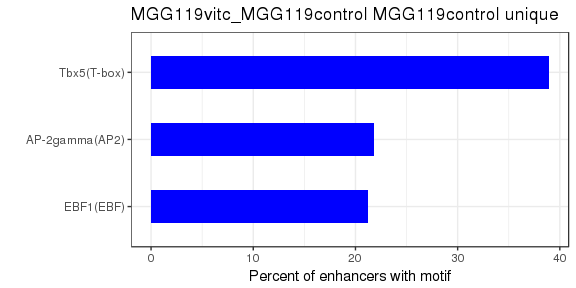 MGG119vitc_MGG119control MGG119control unique
Tbx5(T-box)
AP-2gamma(AP2)
EBF1(EBF)
0 10 20 30 40
Percent of enhancers with motif